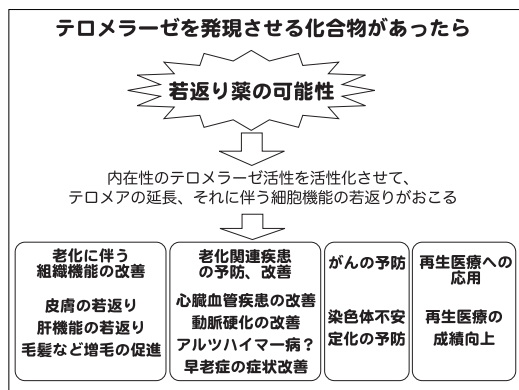 テロメラーゼを発現させる化合物があったら
若返り薬の可能性
内在性のテロメラーゼ活性を活性化させて、
テロメアの延長、それに伴う細胞機能の若返りがおこる
老化に伴う
組織機能の改善
皮膚の若返り
肝機能の若返り
毛髪など増毛の促進
老化関連疾患
の予防、改善
心臓血管疾患の改善
動脈硬化の改善
アルツハイマー病？
早老症の症状改善
がんの予防
染色体不安
定化の予防
再生医療への
応用
再生医療の
成績向上